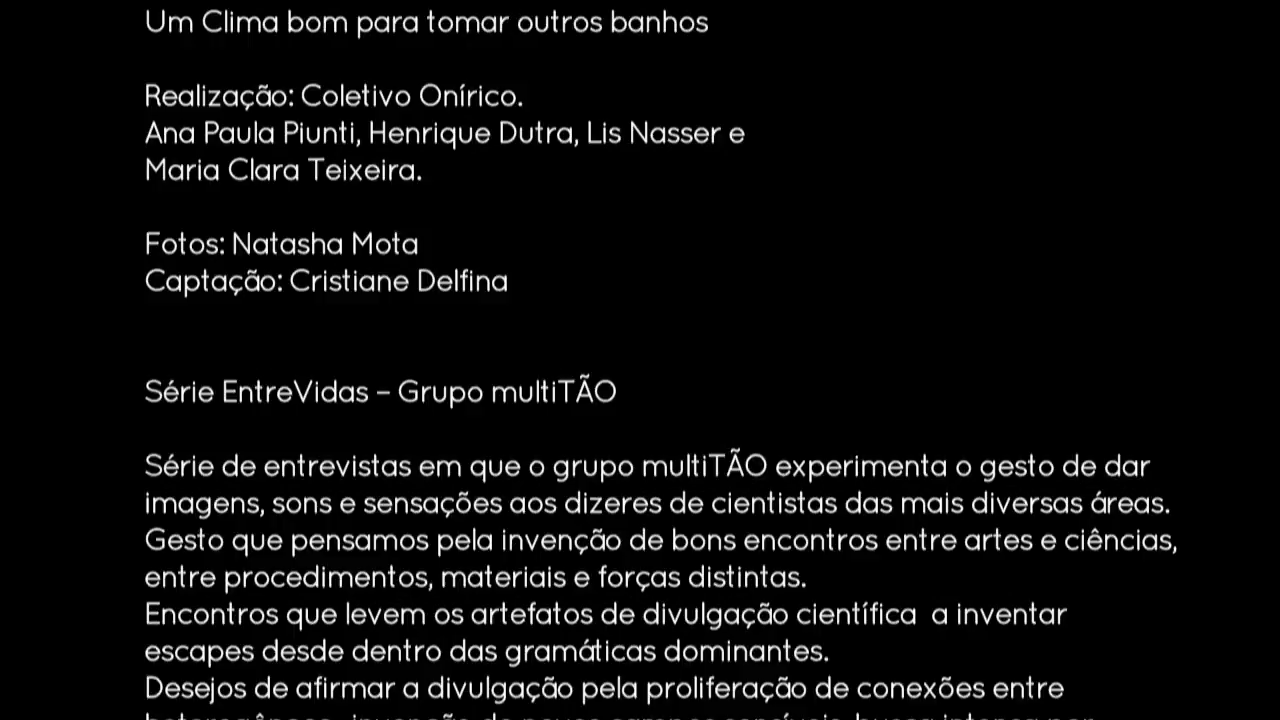 Um Clima bom para tomar outros banhos
Realização: Coletivo Onírico.
Ana Paula Piunti, Henrique Dutra, Lis Nasser e
Maria Clara Teixeira.
Fotos: Natasha Mota
Captação: Cristiane Delfina
Série EntreVidas – Grupo multiTÃO
Série de entrevistas em que o grupo multiTÃO experimenta o gesto de dar
imagens, sons e sensações aos dizeres de cientistas das mais diversas áreas.
Gesto que pensamos pela invenção de bons encontros entre artes e ciências,
entre procedimentos, materiais e forças distintas.
Encontros que levem os artefatos de divulgação científica  a inventar
escapes desde dentro das gramáticas dominantes.
Desejos de afirmar a divulgação pela proliferação de conexões entre